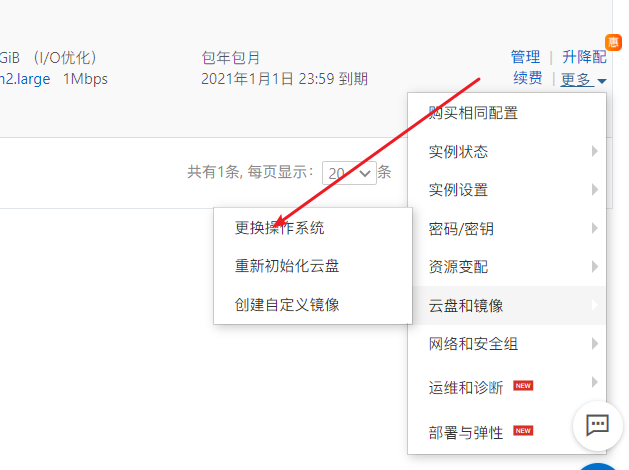 惠
GiB （I/O优化） 包年包月 管理 | 升降配
n2.large 1Mbps 2021年1月1日 23:59 到期 续费 | 更多
购买相同配置
实例状态
共有1条, 每页显示： 20 条
实例设置
更换操作系统
密码/密钥
重新初始化云盘
资源变配
创建自定义镜像
云盘和镜像
网络和安全组
运维和诊断 NEW
部署与弹性 NEW